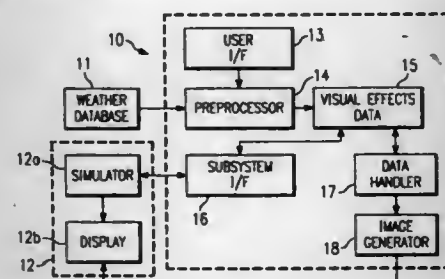 10
USER
I/F
13
11
14
15
WEATHER
DATABASE
PREPROCESSOR
VISUAL EFFECTS
DATA
12a
SIMULATOR
SUBSYSTEM
I/F
DATA
HANDLER
16
17
12b
DISPLAY
18
IMAGE
GENERATOR
12